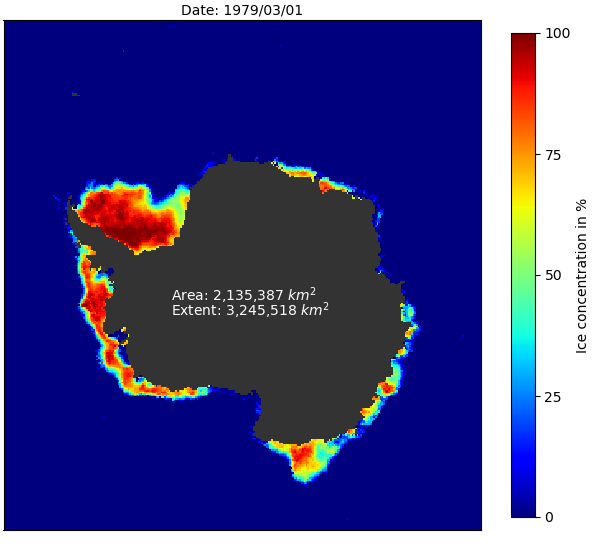 Date: 1979/03/01
Area: 2,135,387 km²
Extent: 3,245,518 km²
100
75
50
25
0
Ice concentration in %